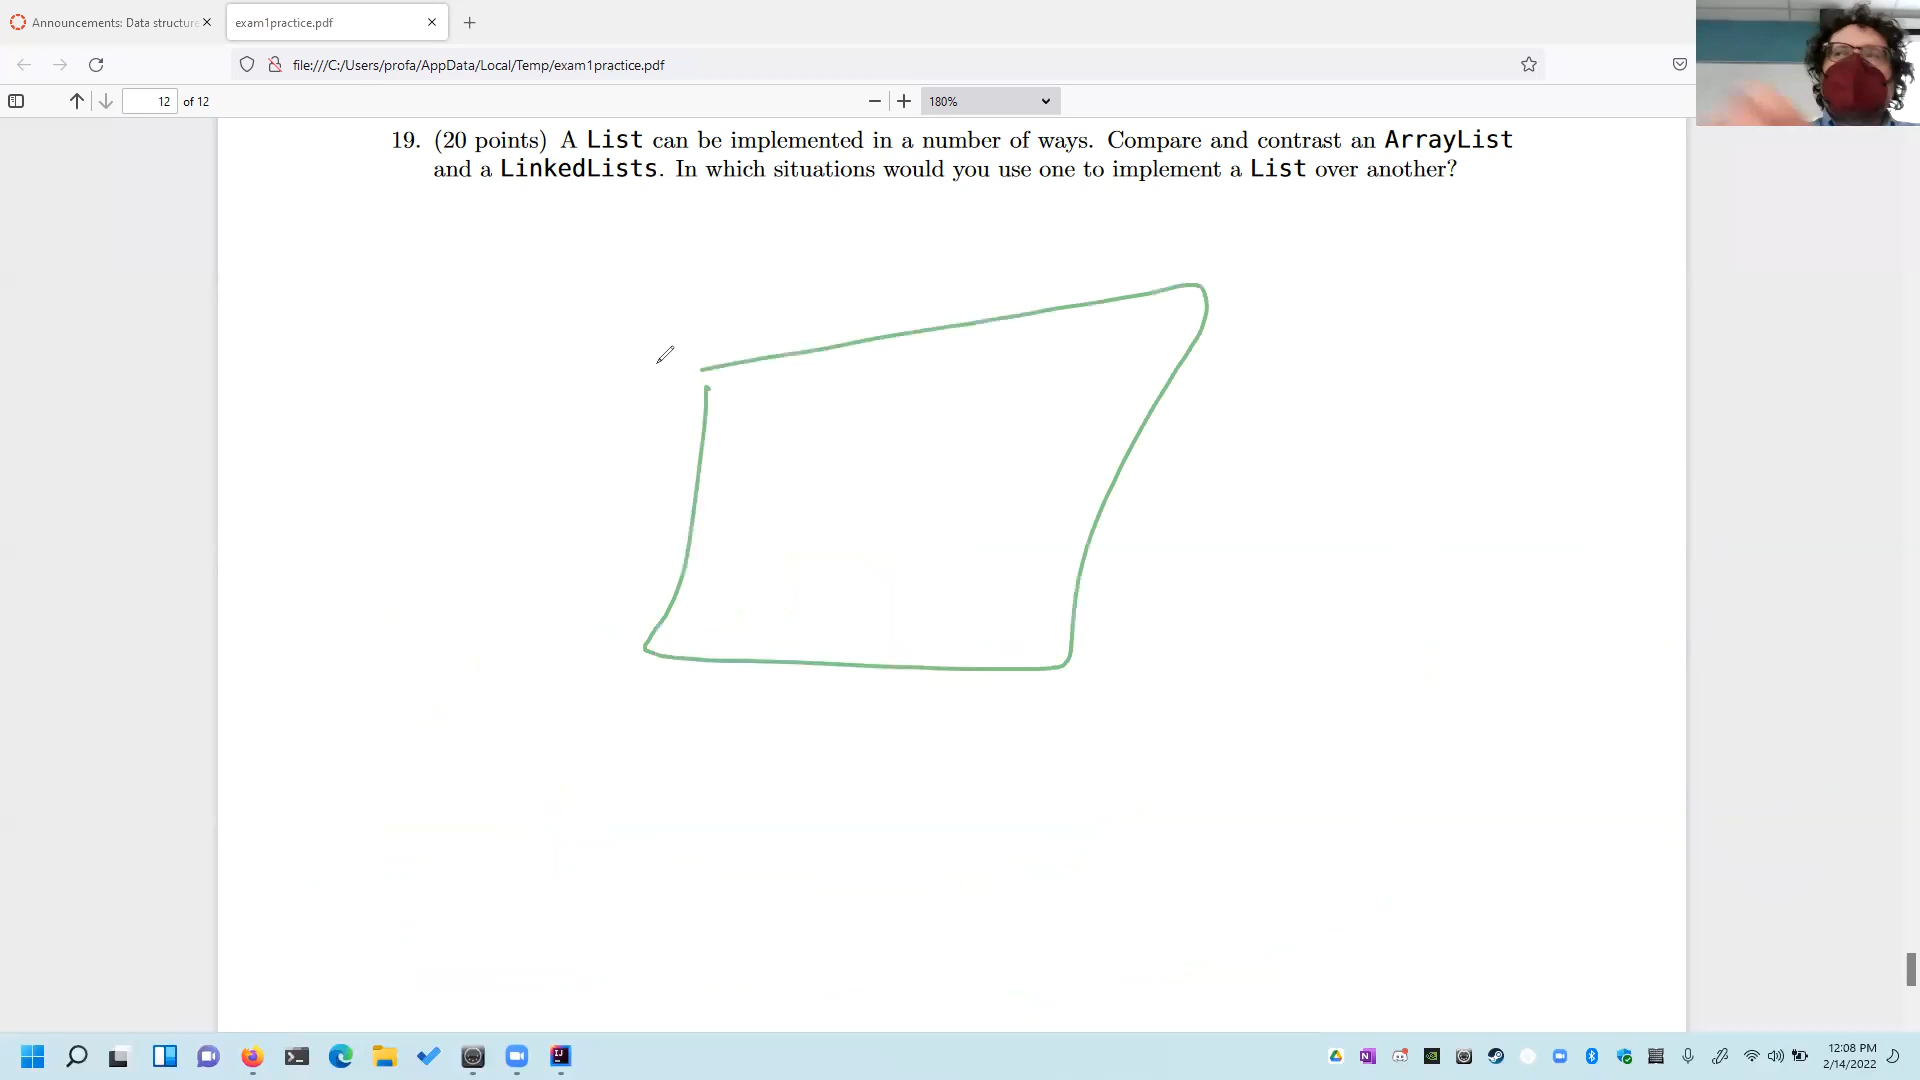 Announcements: Data structure
exam1practice.pdf
file:///C:/Users/profa/AppData/Local/Temp/exam1practice.pdf
12 of 12
180%
19. (20 points) A List can be implemented in a number of ways. Compare and contrast an ArrayList
and a LinkedLists. In which situations would you use one to implement a List over another?
12:08 PM
2/14/2022